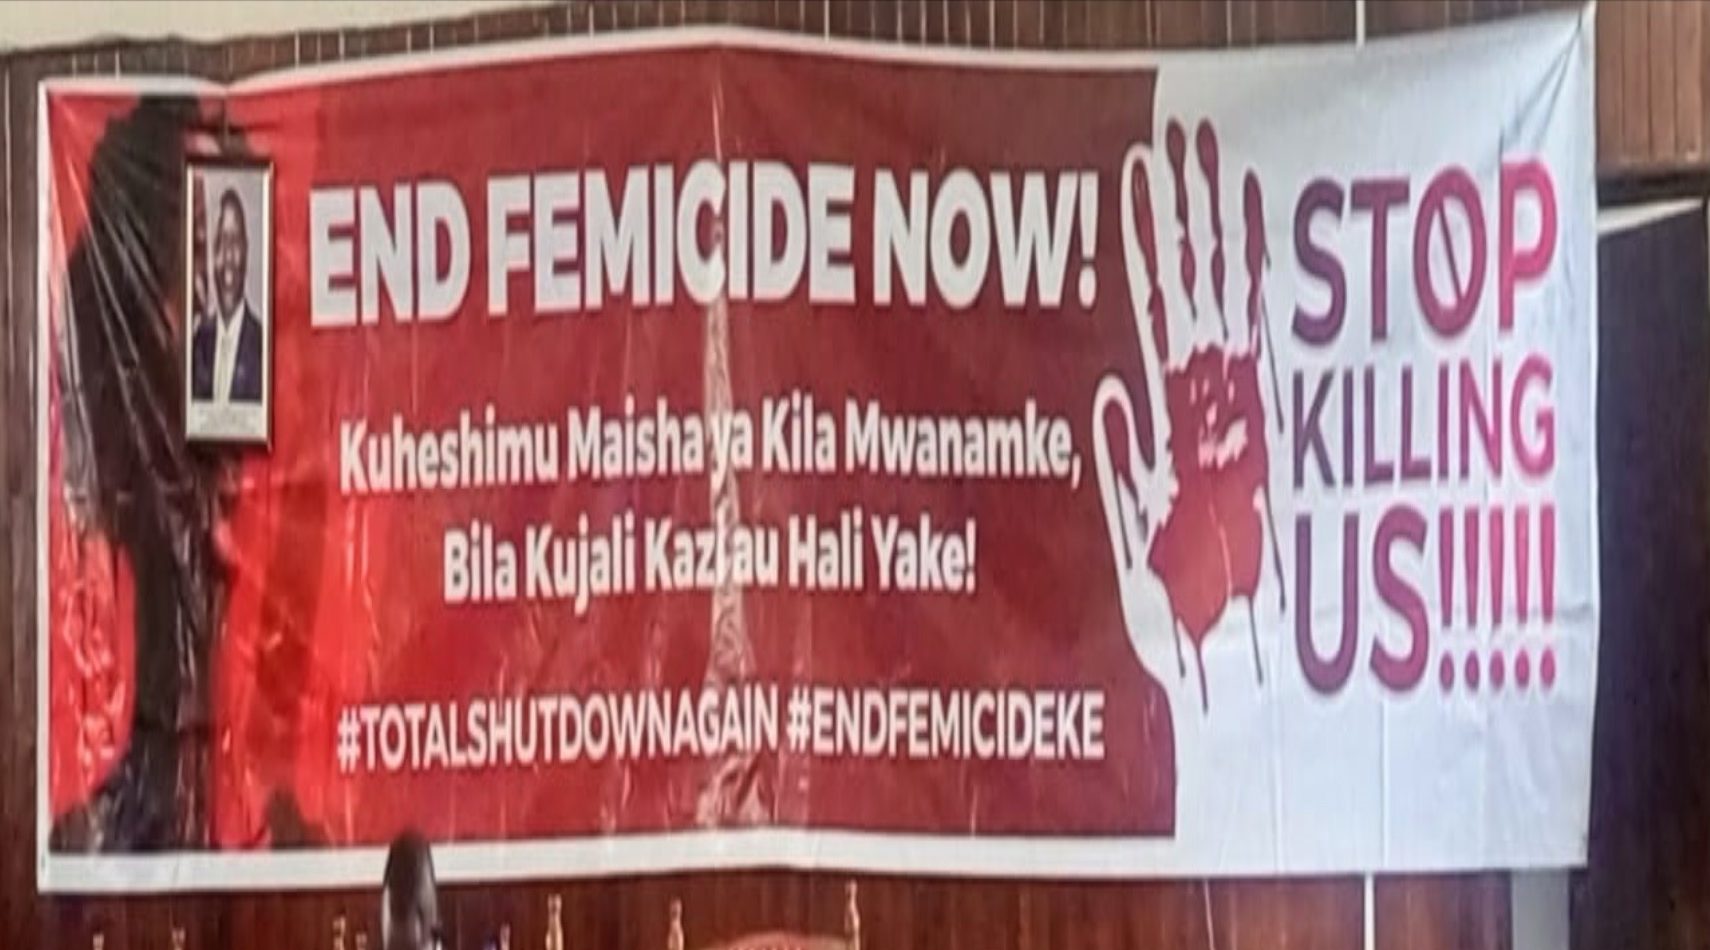 END FEMICIDE NOW!
Kuheshimu Maisha ya Kila Mwanamke,
Bila Kujali Kazi au Hali Yake!
#TOTALSHUTDOWNAGAIN #ENDFEMICIDEKE
STOP
KILLING
US!!!!!